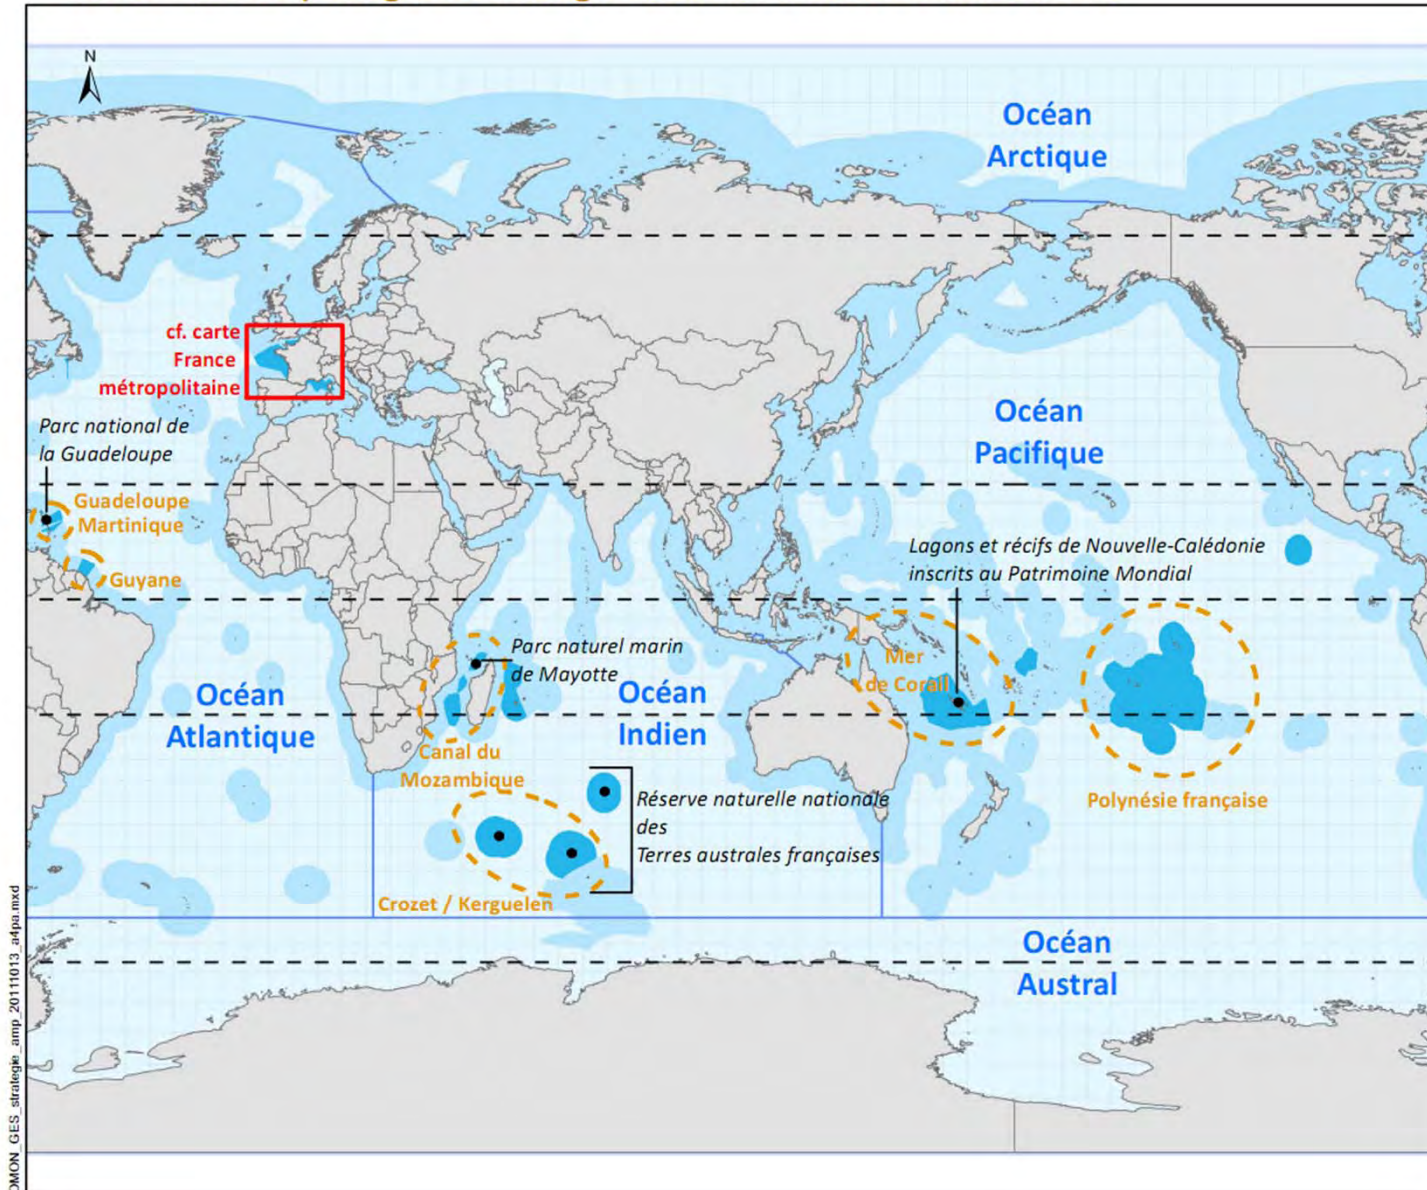 N
Océan
Arctique
cf. carte
France
métropolitaine
Parc national de
la Guadeloupe
Guadeloupe
Martinique
Guyane
Océan
Pacifique
Lagons et récifs de Nouvelle-Calédonie
inscrits au Patrimoine Mondial
Parc naturel marin
de Mayotte
Mer
de Corail
Océan
Atlantique
Océan
Indien
Canal du
Mozambique
Polynésie française
Réserve naturelle nationale
des
Terres australes françaises
Crozet / Kerguelen
Océan
Austral
OMON_GES_strategie_amp_20111013_a4pa.mxd